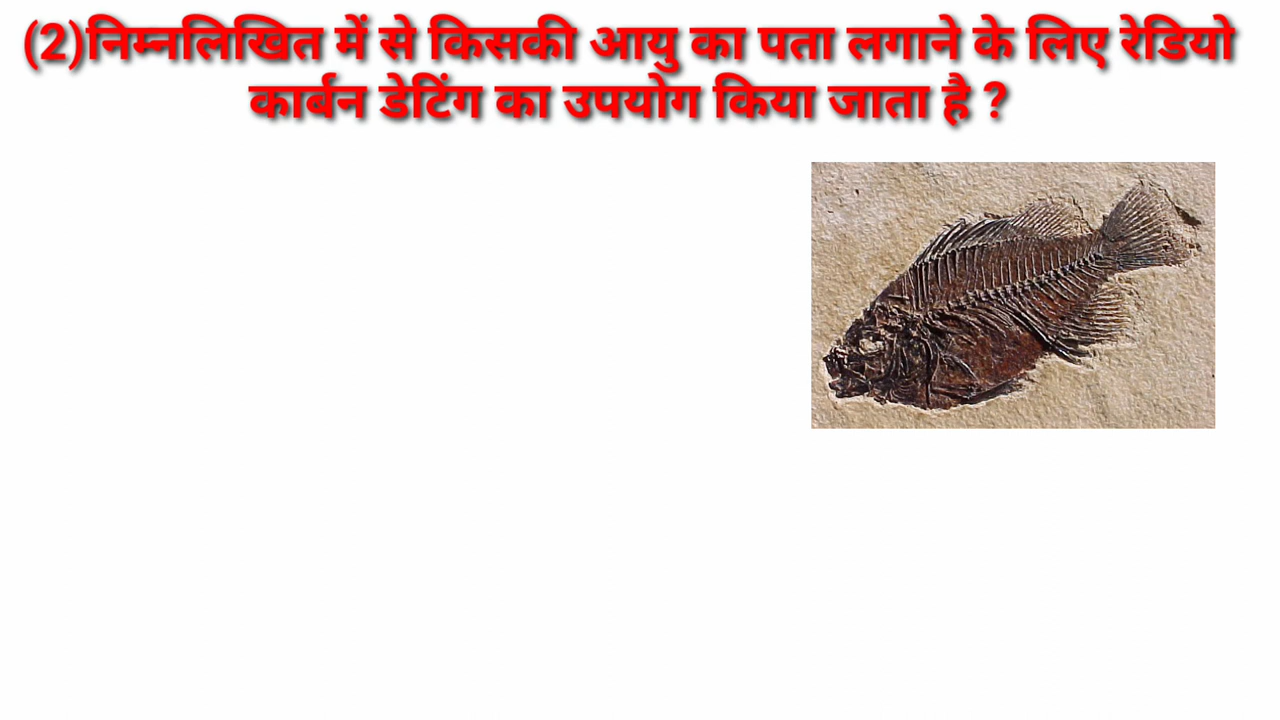 (2)निम्नलिखित में से किसकी आयु का पता लगाने के लिए रेडियो
कार्बन डेटिंग का उपयोग किया जाता है ?